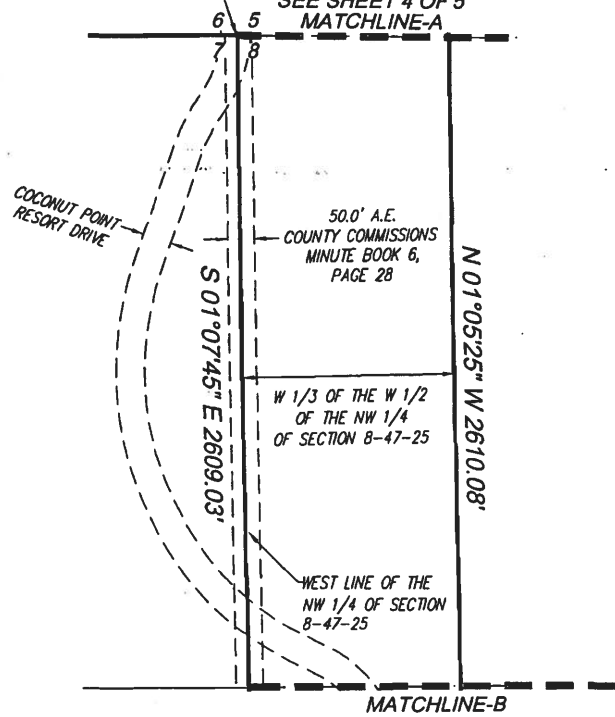 SEE SHEET 4 OF 5
MATCHLINE-A
6 5
7 8
COCONUT POINT
RESORT DRIVE
50.0' A.E.
COUNTY COMMISSIONS
MINUTE BOOK 6,
PAGE 28
S 01°07'45" E 2609.03'
N 01°05'25" W 2610.08'
W 1/3 OF THE W 1/2
OF THE NW 1/4
OF SECTION 8-47-25
WEST LINE OF THE
NW 1/4 OF SECTION
8-47-25
MATCHLINE-B